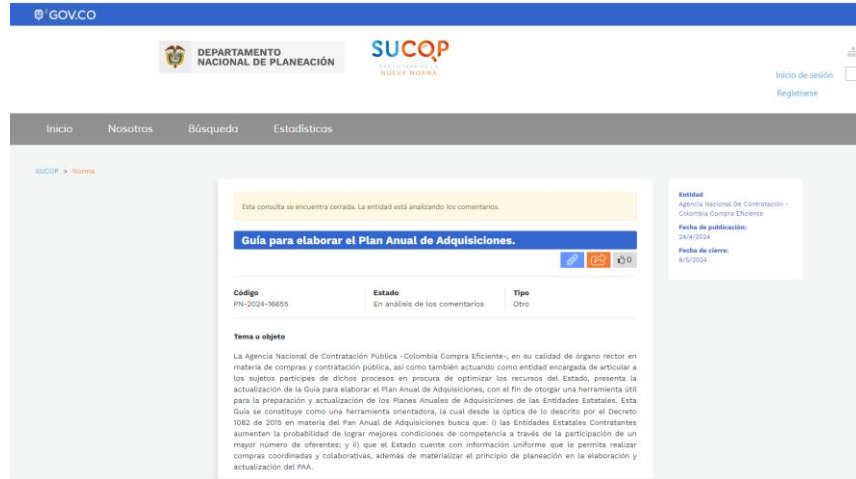 GOV.CO
DEPARTAMENTO
NACIONAL DE PLANEACIÓN
SUCOP
PARTICIPAR ES LA
NUEVA NORMA
Inicio de sesión
Registrarse
Inicio Nosotros Búsqueda Estadísticas
SUCOP > Norma
Esta consulta se encuentra cerrada. La entidad está analizando los comentarios.
Guía para elaborar el Plan Anual de Adquisiciones.
0
Código Estado Tipo
PN-2024-16655 En análisis de los comentarios Otro
Tema u objeto
La Agencia Nacional de Contratación Pública -Colombia Compra Eficiente-, en su calidad de órgano rector en
materia de compras y contratación pública, así como también actuando como entidad encargada de articular a
los sujetos partícipes de dichos procesos en procura de optimizar los recursos del Estado, presenta la
actualización de la Guía para elaborar el Plan Anual de Adquisiciones, con el fin de otorgar una herramienta útil
para la preparación y actualización de los Planes Anuales de Adquisiciones de las Entidades Estatales. Esta
Guía se constituye como una herramienta orientadora, la cual desde la óptica de lo descrito por el Decreto
1082 de 2015 en materia del Pan Anual de Adquisiciones busca que: i) las Entidades Estatales Contratantes
aumenten la probabilidad de lograr mejores condiciones de competencia a través de la participación de un
mayor número de oferentes; y ii) que el Estado cuente con información uniforme que le permita realizar
compras coordinadas y colaborativas, además de materializar el principio de planeación en la elaboración y
actualización del PAA.
Entidad
Agencia Nacional De Contratación -
Colombia Compra Eficiente
Fecha de publicación:
24/4/2024
Fecha de cierre:
8/5/2024